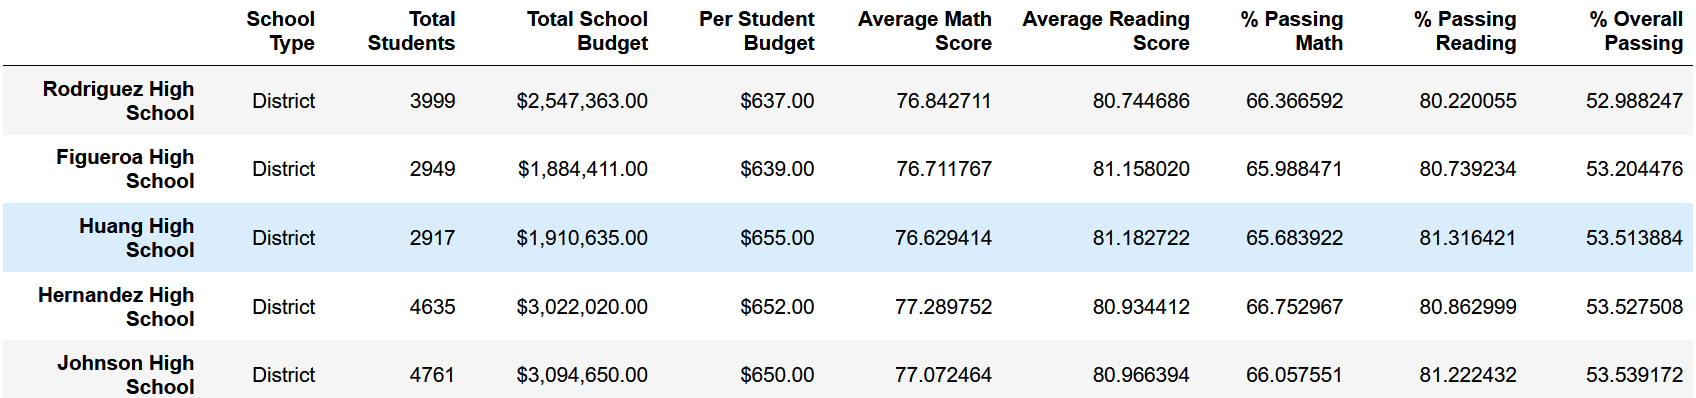 School Type Total Students Total School Budget Per Student Budget Average Math Score Average Reading Score % Passing Math % Passing Reading % Overall Passing
Rodriguez High School District 3999 $2,547,363.00 $637.00 76.842711 80.744686 66.366592 80.220055 52.988247
Figueroa High School District 2949 $1,884,411.00 $639.00 76.711767 81.158020 65.988471 80.739234 53.204476
Huang High School District 2917 $1,910,635.00 $655.00 76.629414 81.182722 65.683922 81.316421 53.513884
Hernandez High School District 4635 $3,022,020.00 $652.00 77.289752 80.934412 66.752967 80.862999 53.527508
Johnson High School District 4761 $3,094,650.00 $650.00 77.072464 80.966394 66.057551 81.222432 53.539172